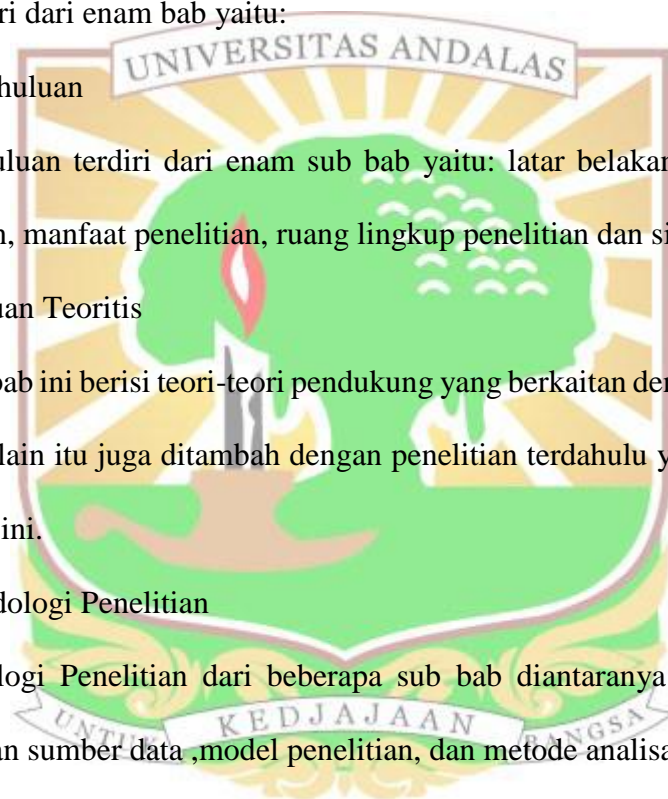 ri dari enam bab yaitu:
UNIVERSITAS ANDALAS
huluan
uluan terdiri dari enam sub bab yaitu: latar belakan
n, manfaat penelitian, ruang lingkup penelitian dan si
uan Teoritis
bab ini berisi teori-teori pendukung yang berkaitan den
lain itu juga ditambah dengan penelitian terdahulu y
ini.
dologi Penelitian
logi Penelitian dari beberapa sub bab diantaranya
UNTUK KEDJAJAAN BANGSA
an sumber data ,model penelitian, dan metode analisa